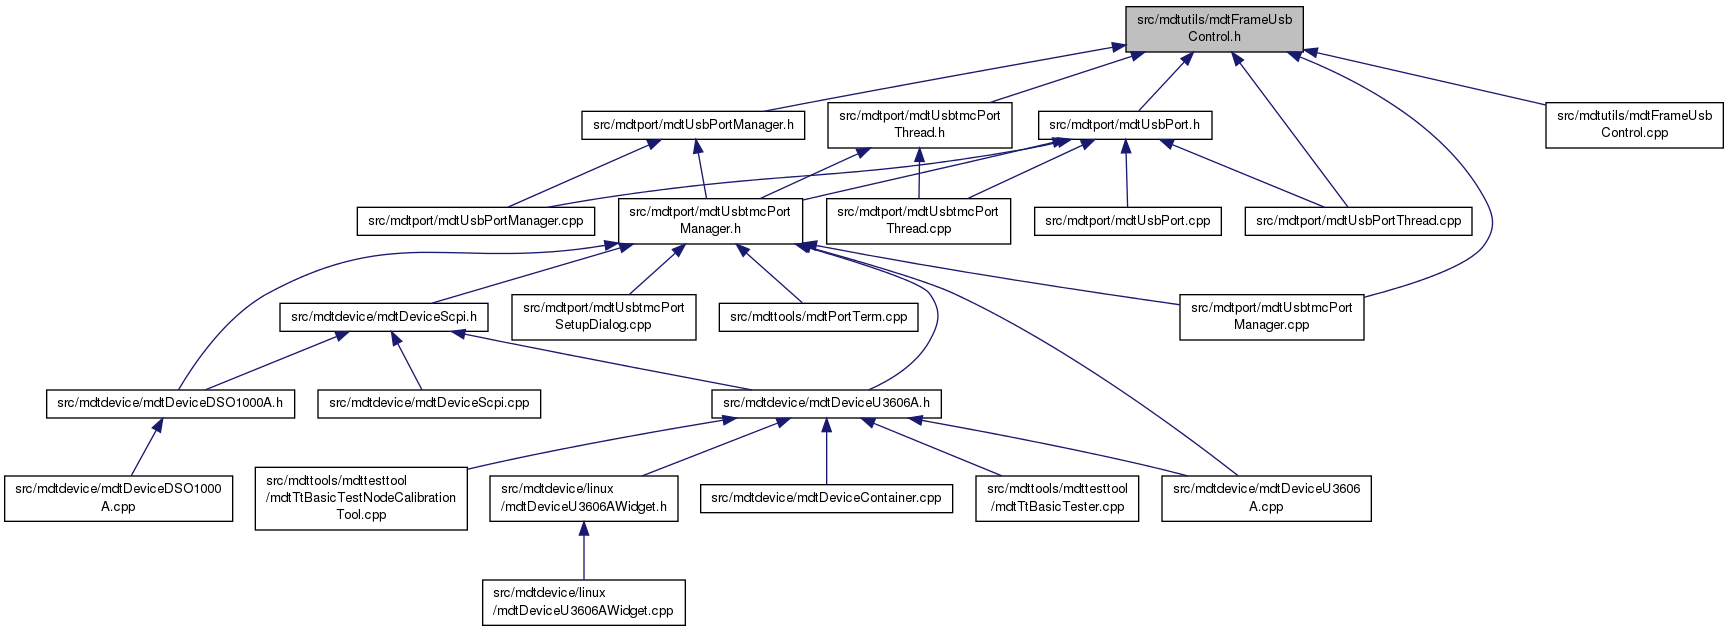 src/mdtutils/mdtFrameUsb
Control.h
src/mdtport/mdtUsbPortManager.h
src/mdtport/mdtUsbtmcPort
Thread.h
src/mdtport/mdtUsbPort.h
src/mdtutils/mdtFrameUsb
Control.cpp
src/mdtport/mdtUsbPortManager.cpp
src/mdtport/mdtUsbtmcPort
Manager.h
src/mdtport/mdtUsbtmcPort
Thread.cpp
src/mdtport/mdtUsbPort.cpp
src/mdtport/mdtUsbPortThread.cpp
src/mdtdevice/mdtDeviceScpi.h
src/mdtport/mdtUsbtmcPort
SetupDialog.cpp
src/mdttools/mdtPortTerm.cpp
src/mdtport/mdtUsbtmcPort
Manager.cpp
src/mdtdevice/mdtDeviceDSO1000A.h
src/mdtdevice/mdtDeviceScpi.cpp
src/mdtdevice/mdtDeviceU3606A.h
src/mdtdevice/mdtDeviceDSO1000
A.cpp
src/mdttools/mdttesttool
/mdtTtBasicTestNodeCalibration
Tool.cpp
src/mdtdevice/linux
/mdtDeviceU3606AWidget.h
src/mdtdevice/mdtDeviceContainer.cpp
src/mdttools/mdttesttool
/mdtTtBasicTester.cpp
src/mdtdevice/mdtDeviceU3606
A.cpp
src/mdtdevice/linux
/mdtDeviceU3606AWidget.cpp